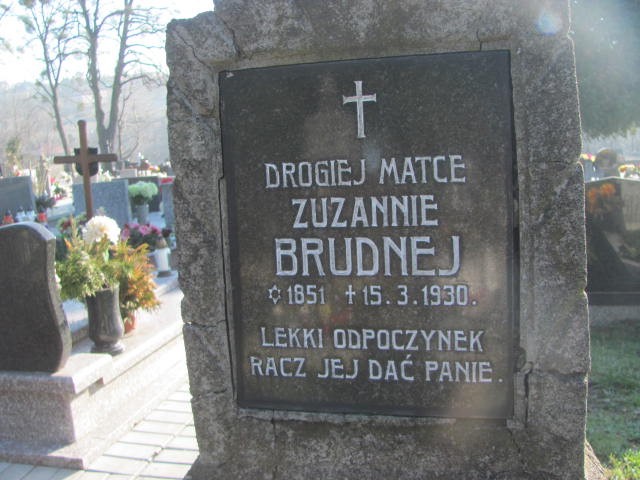 DROGIEJ MATCE
ZUZANNIE
BRUDNEJ
✡ 1851 ✝ 15. 3. 1930.
LEKKI ODPOCZYNEK
RACZ JEJ DAĆ PANIE.